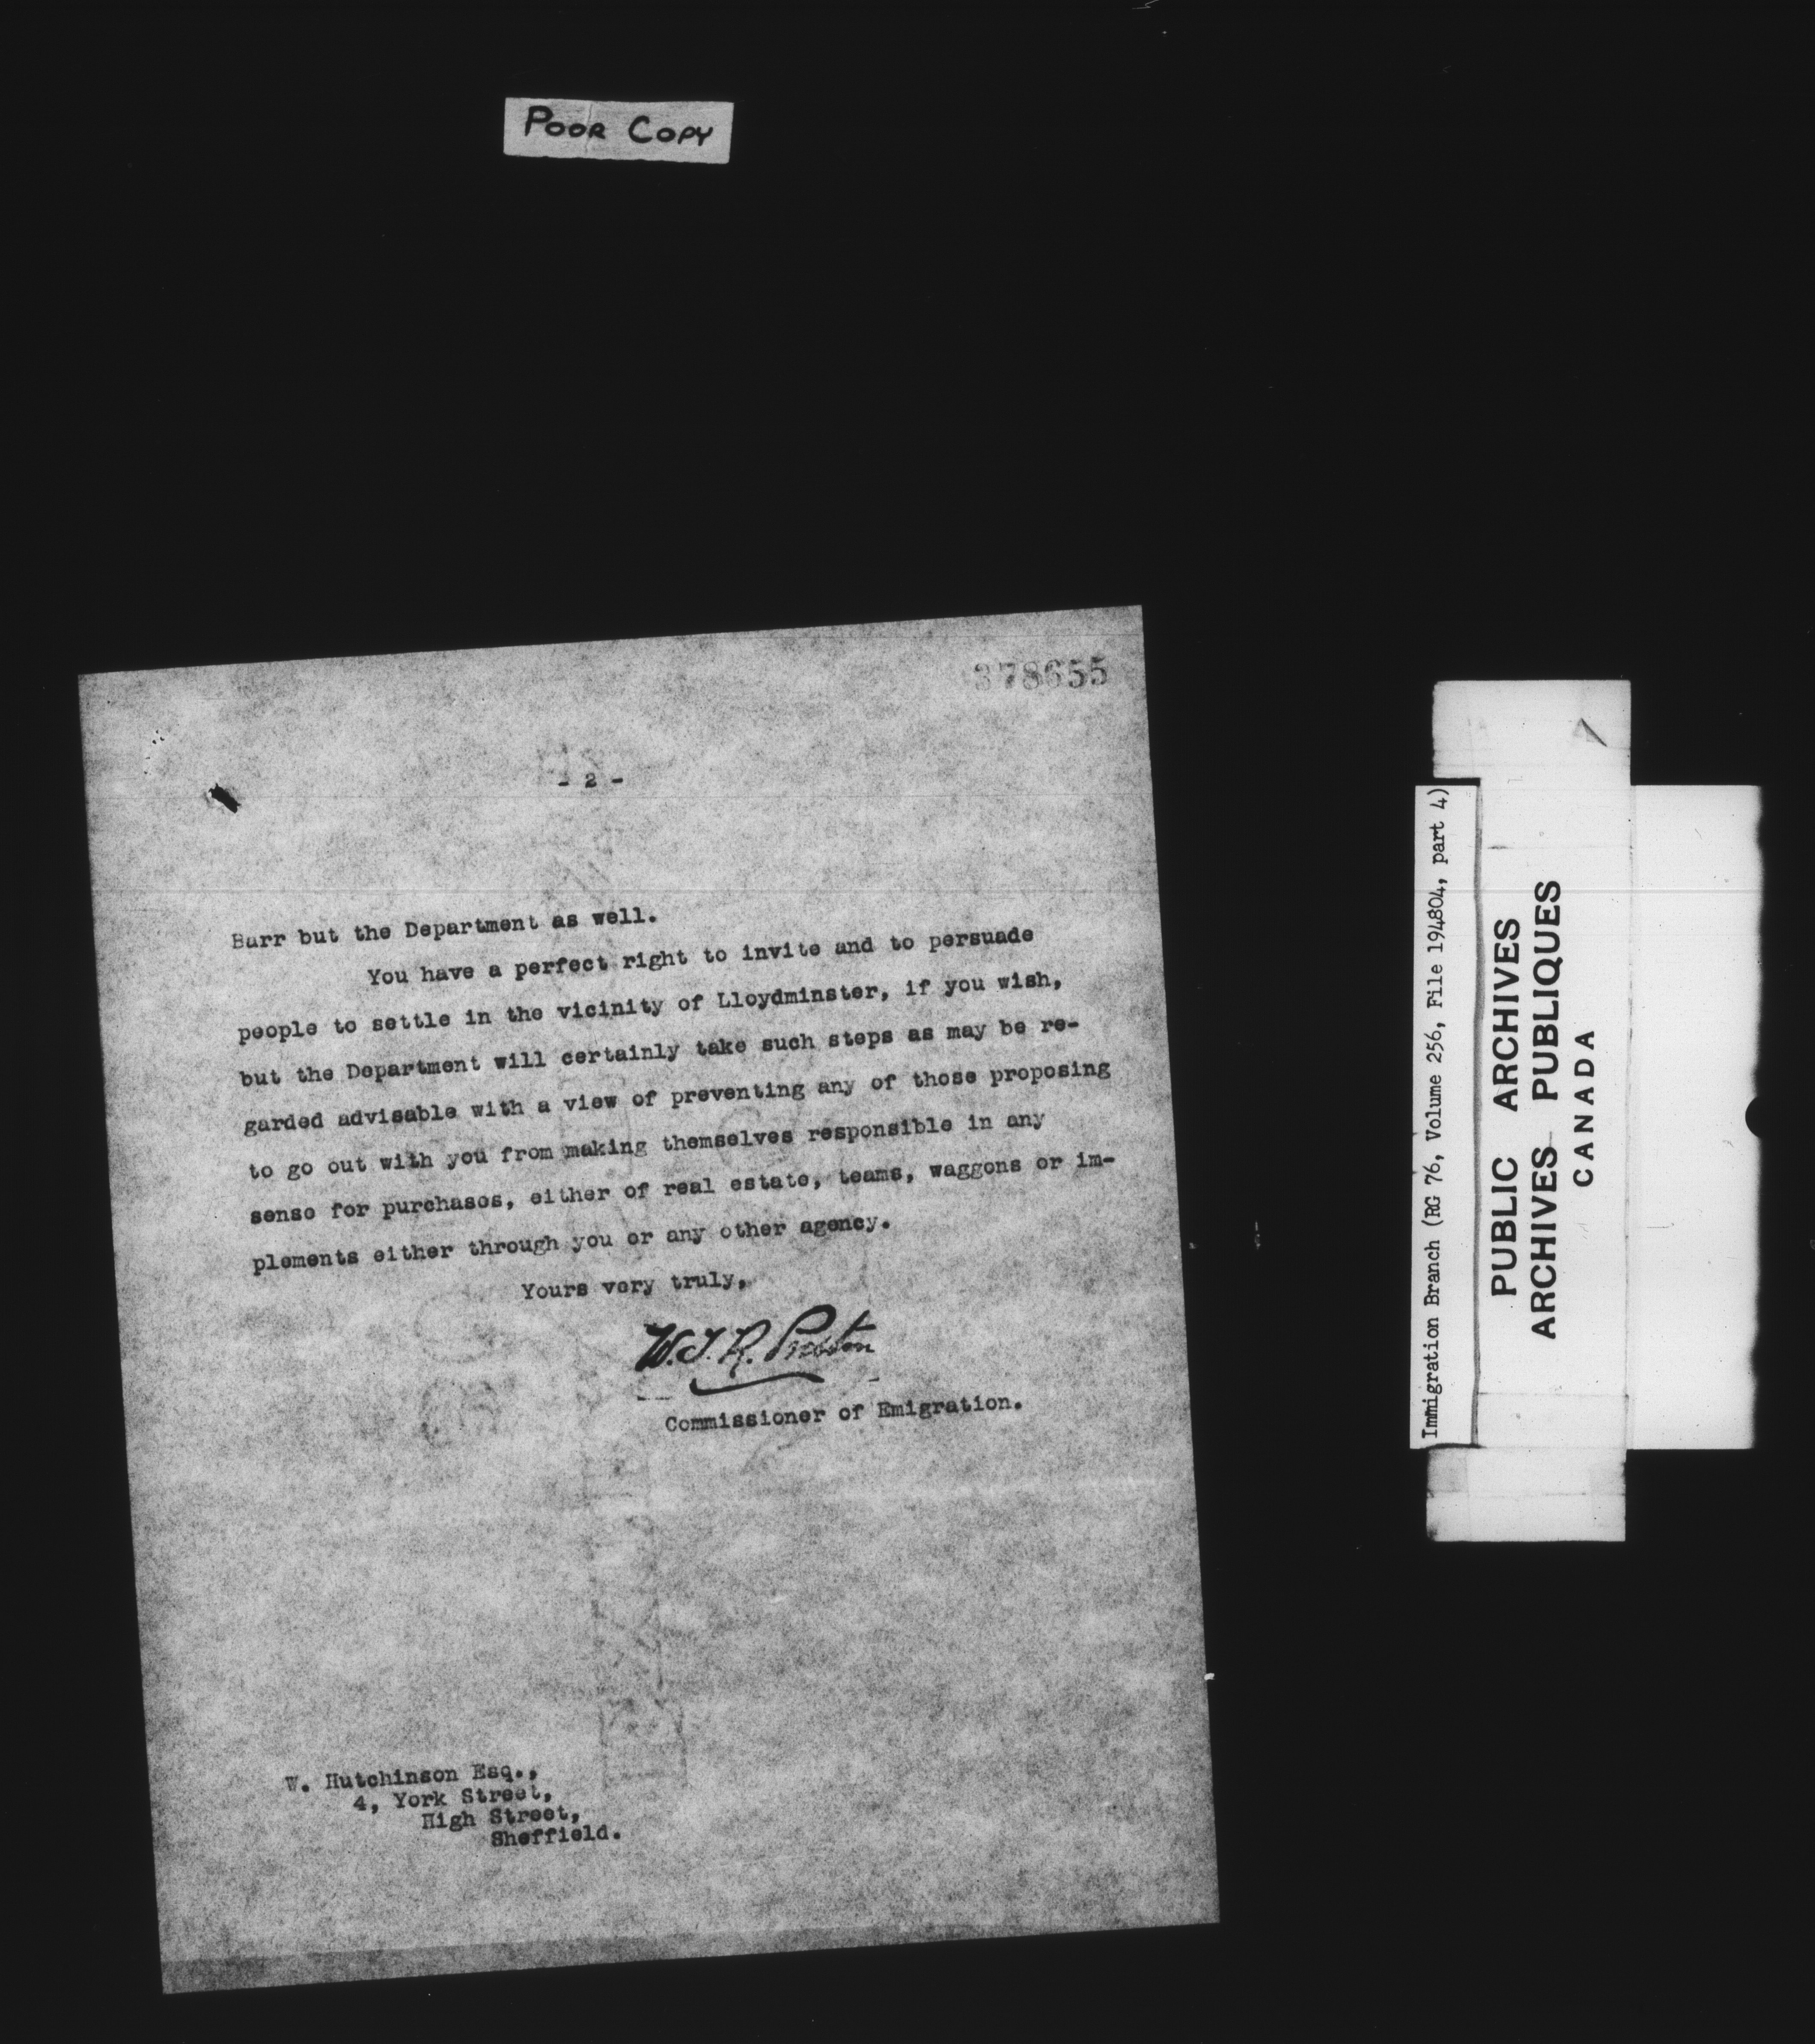 POOR COPY
378655
- 2 -
Barr but the Department as well.
You have a perfect right to invite and to persuade
people to settle in the vicinity of Lloydminster, if you wish,
but the Department will certainly take such steps as may be re-
garded advisable with a view of preventing any of those proposing
to go out with you from making themselves responsible in any
sense for purchases, either of real estate, teams, waggons or im-
plements either through you or any other agency.
Yours very truly,
W.T.R. Preston
Commissioner of Emigration.
W. Hutchinson Esq.,
4, York Street,
High Street,
Sheffield.
Immigration Branch (RG 76, Volume 256, File 194804, part 4)
PUBLIC ARCHIVES
ARCHIVES PUBLIQUES
CANADA